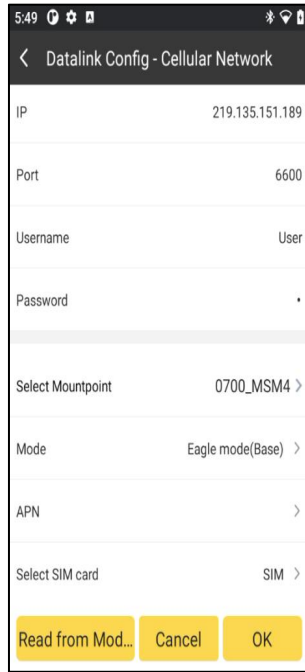 5:49
Datalink Config - Cellular Network
IP 219.135.151.189
Port 6600
Username User
Password •
Select Mountpoint 0700_MSM4 >
Mode Eagle mode(Base) >
APN >
Select SIM card SIM >
Read from Mod... Cancel OK